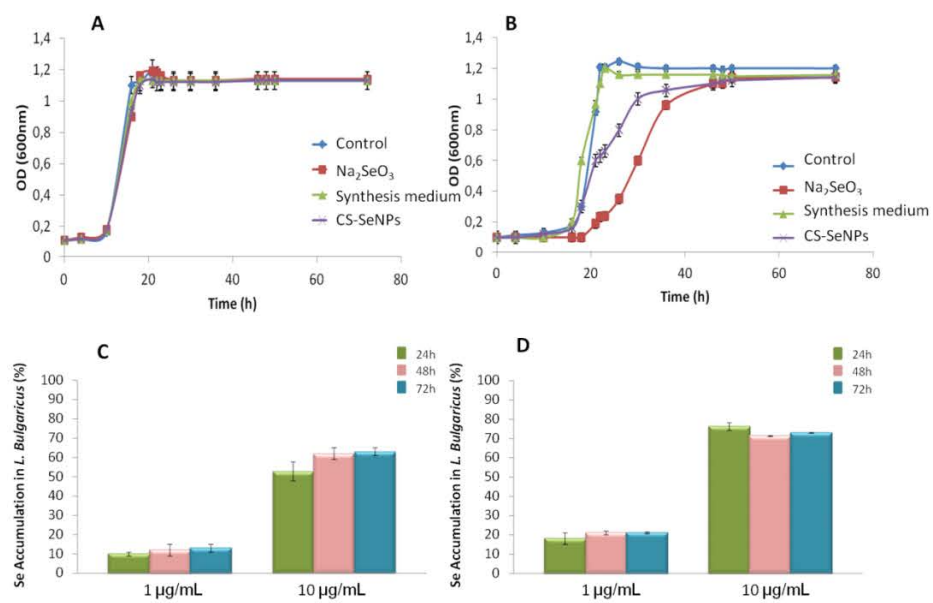 A
1,4
1,2
1
0,8
0,6
0,4
0,2
0
OD (600nm)
0 20 40 60 80
Time (h)
Control
Na₂SeO₃
Synthesis medium
CS-SeNPs
B
1,4
1,2
1
0,8
0,6
0,4
0,2
0
OD (600nm)
0 20 40 60 80
Time (h)
Control
Na₂SeO₃
Synthesis medium
CS-SeNPs
C
24h
48h
72h
Se Accumulation in L. Bulgaricus (%)
100
90
80
70
60
50
40
30
20
10
0
1 µg/mL 10 µg/mL
D
24h
48h
72h
Se Accumulation in L. Bulgaricus (%)
100
90
80
70
60
50
40
30
20
10
0
1 µg/mL 10 µg/mL